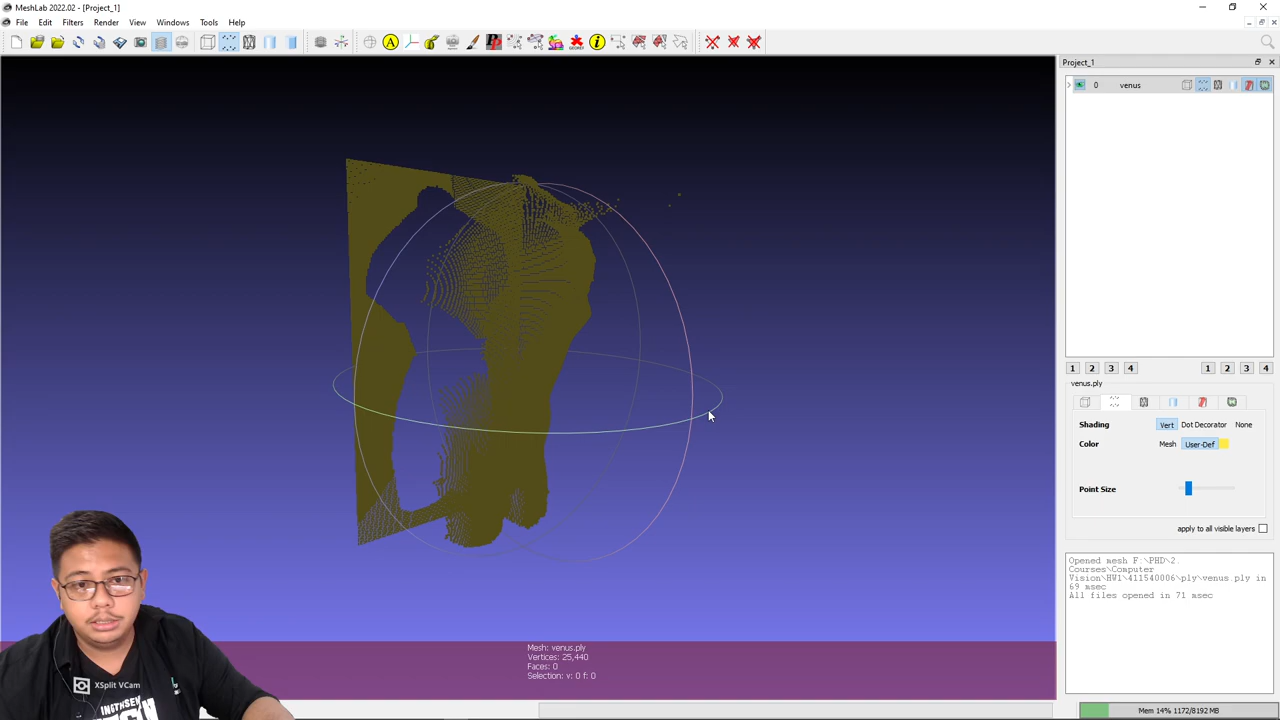 MeshLab 2022.02 - [Project_1]
File Edit Filters Render View Windows Tools Help
Project_1
0 venus
1 2 3 4 1 2 3 4
venus.ply
Shading Vert Dot Decorator None
Color Mesh User-Def
Point Size
apply to all visible layers
Opened mesh F:\PHD\2.
Courses\Computer
Vision\HW1\411540006\ply\venus.ply in
69 msec
All files opened in 71 msec
Mesh: venus.ply
Vertices: 25,440
Faces: 0
Selection: v: 0 f: 0
XSplit VCam
Mem 14% 1172/8192 MB